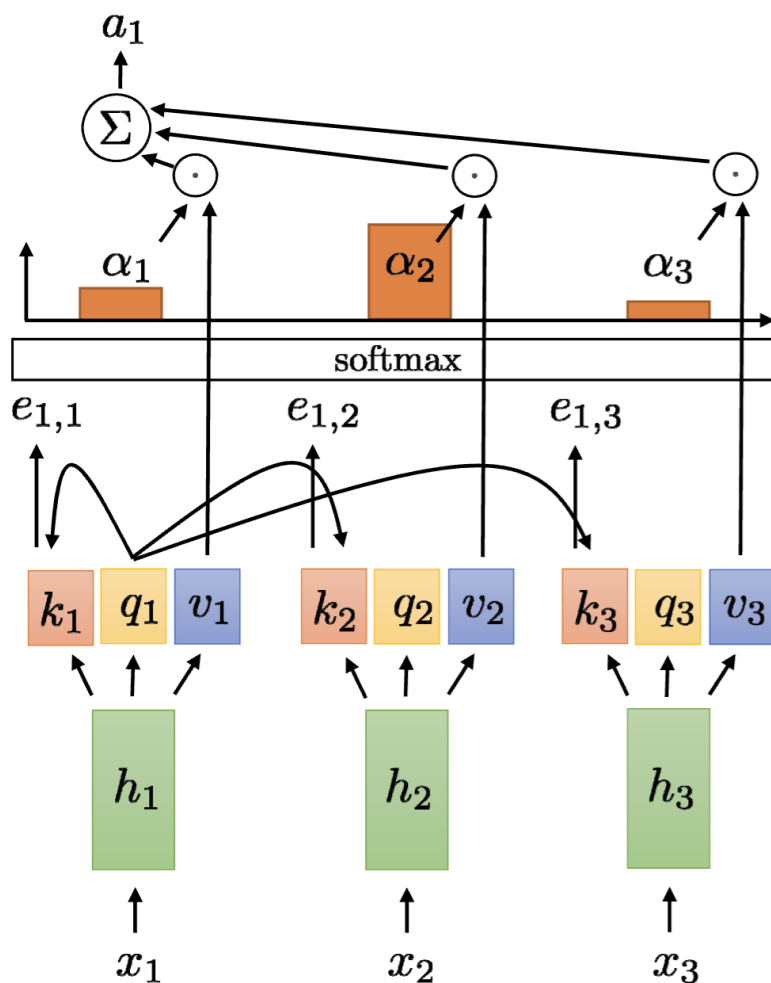 a₁
Σ
α₁ α₂ α₃
softmax
e₁,₁ e₁,₂ e₁,₃
k₁ q₁ v₁ k₂ q₂ v₂ k₃ q₃ v₃
h₁ h₂ h₃
x₁ x₂ x₃